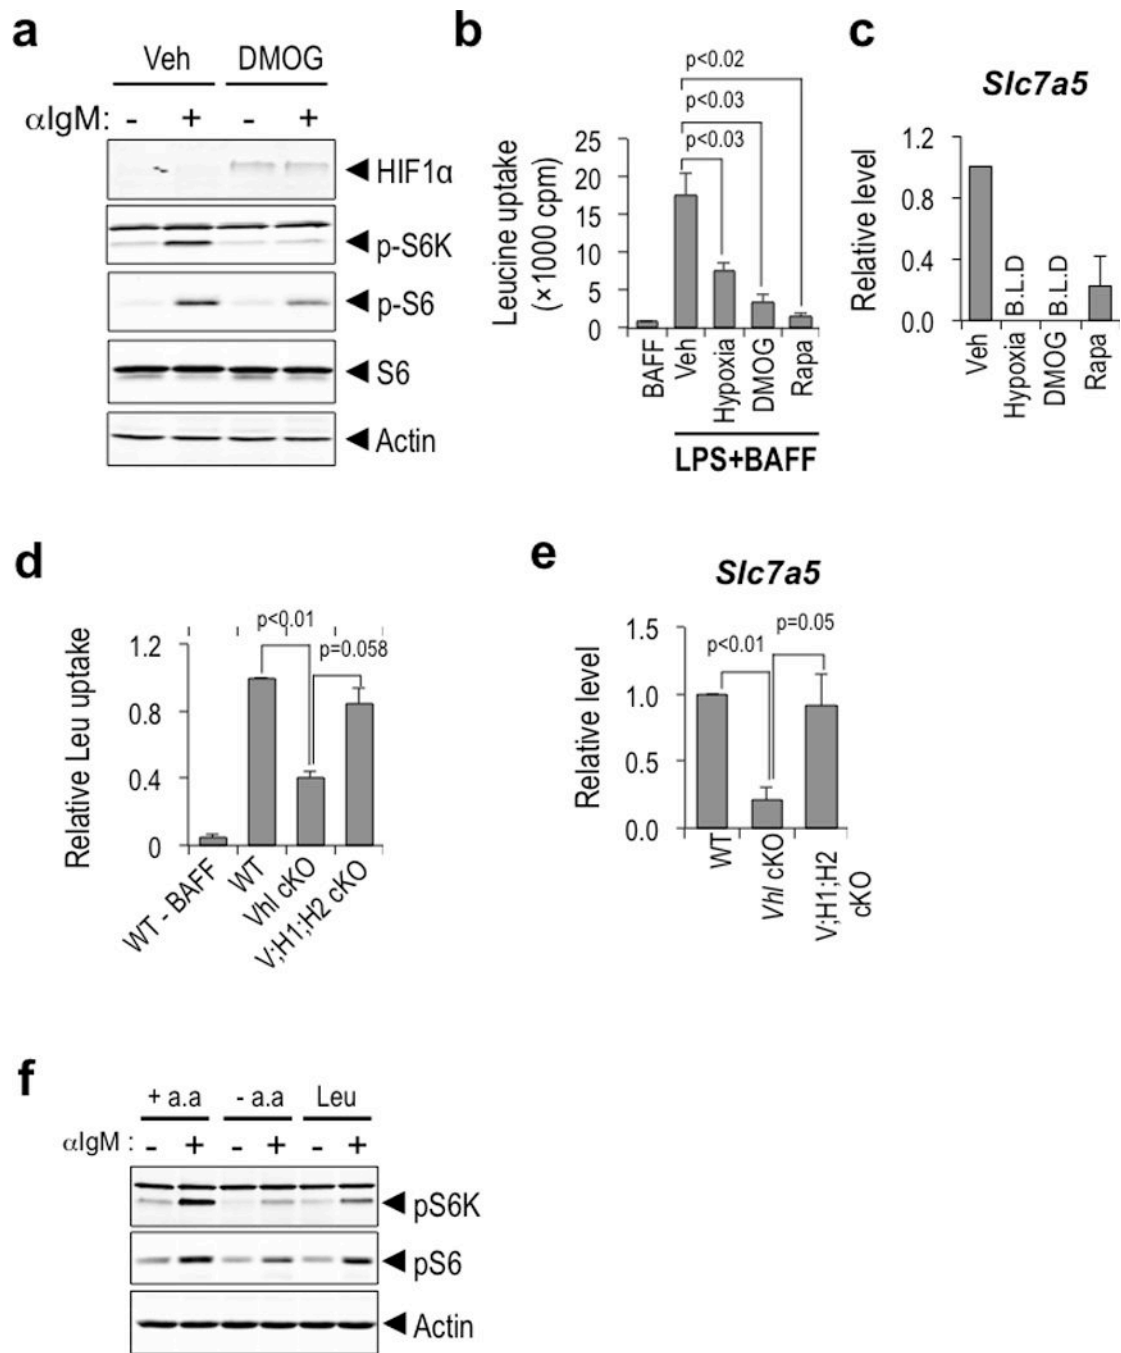 a
Veh DMOG
αIgM: - + - +
HIF1α
p-S6K
p-S6
S6
Actin
b
p<0.02
p<0.03
p<0.03
Leucine uptake
(×1000 cpm)
25
20
15
10
5
0
BAFF
Veh
Hypoxia
DMOG
Rapa
LPS+BAFF
c
Slc7a5
Relative level
1.2
0.8
0.4
0.0
B.L.D
B.L.D
Veh
Hypoxia
DMOG
Rapa
d
p<0.01
p=0.058
Relative Leu uptake
1.2
0.8
0.4
0
WT - BAFF
WT
Vhl cKO
V;H1;H2 cKO
e
Slc7a5
p<0.01
p=0.05
Relative level
1.5
1.0
0.5
0.0
WT
Vhl cKO
V;H1;H2
cKO
f
+ a.a - a.a Leu
αIgM : - + - + - +
pS6K
pS6
Actin